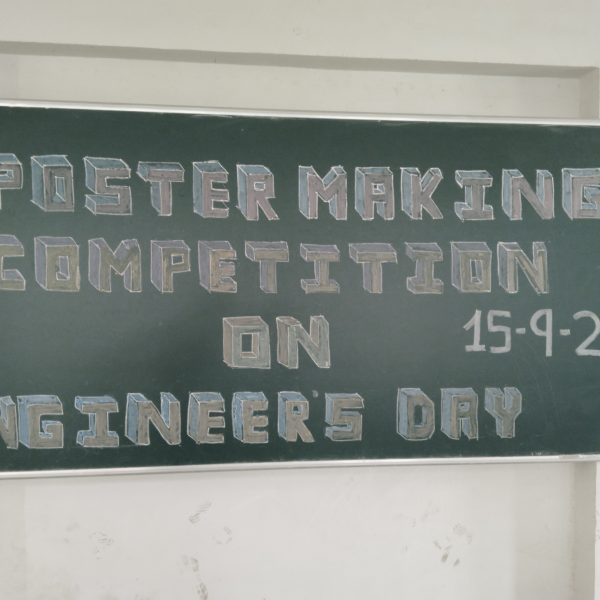 POSTER MAKING
COMPETITION
ON
15-9-2
NGINEER'S DAY